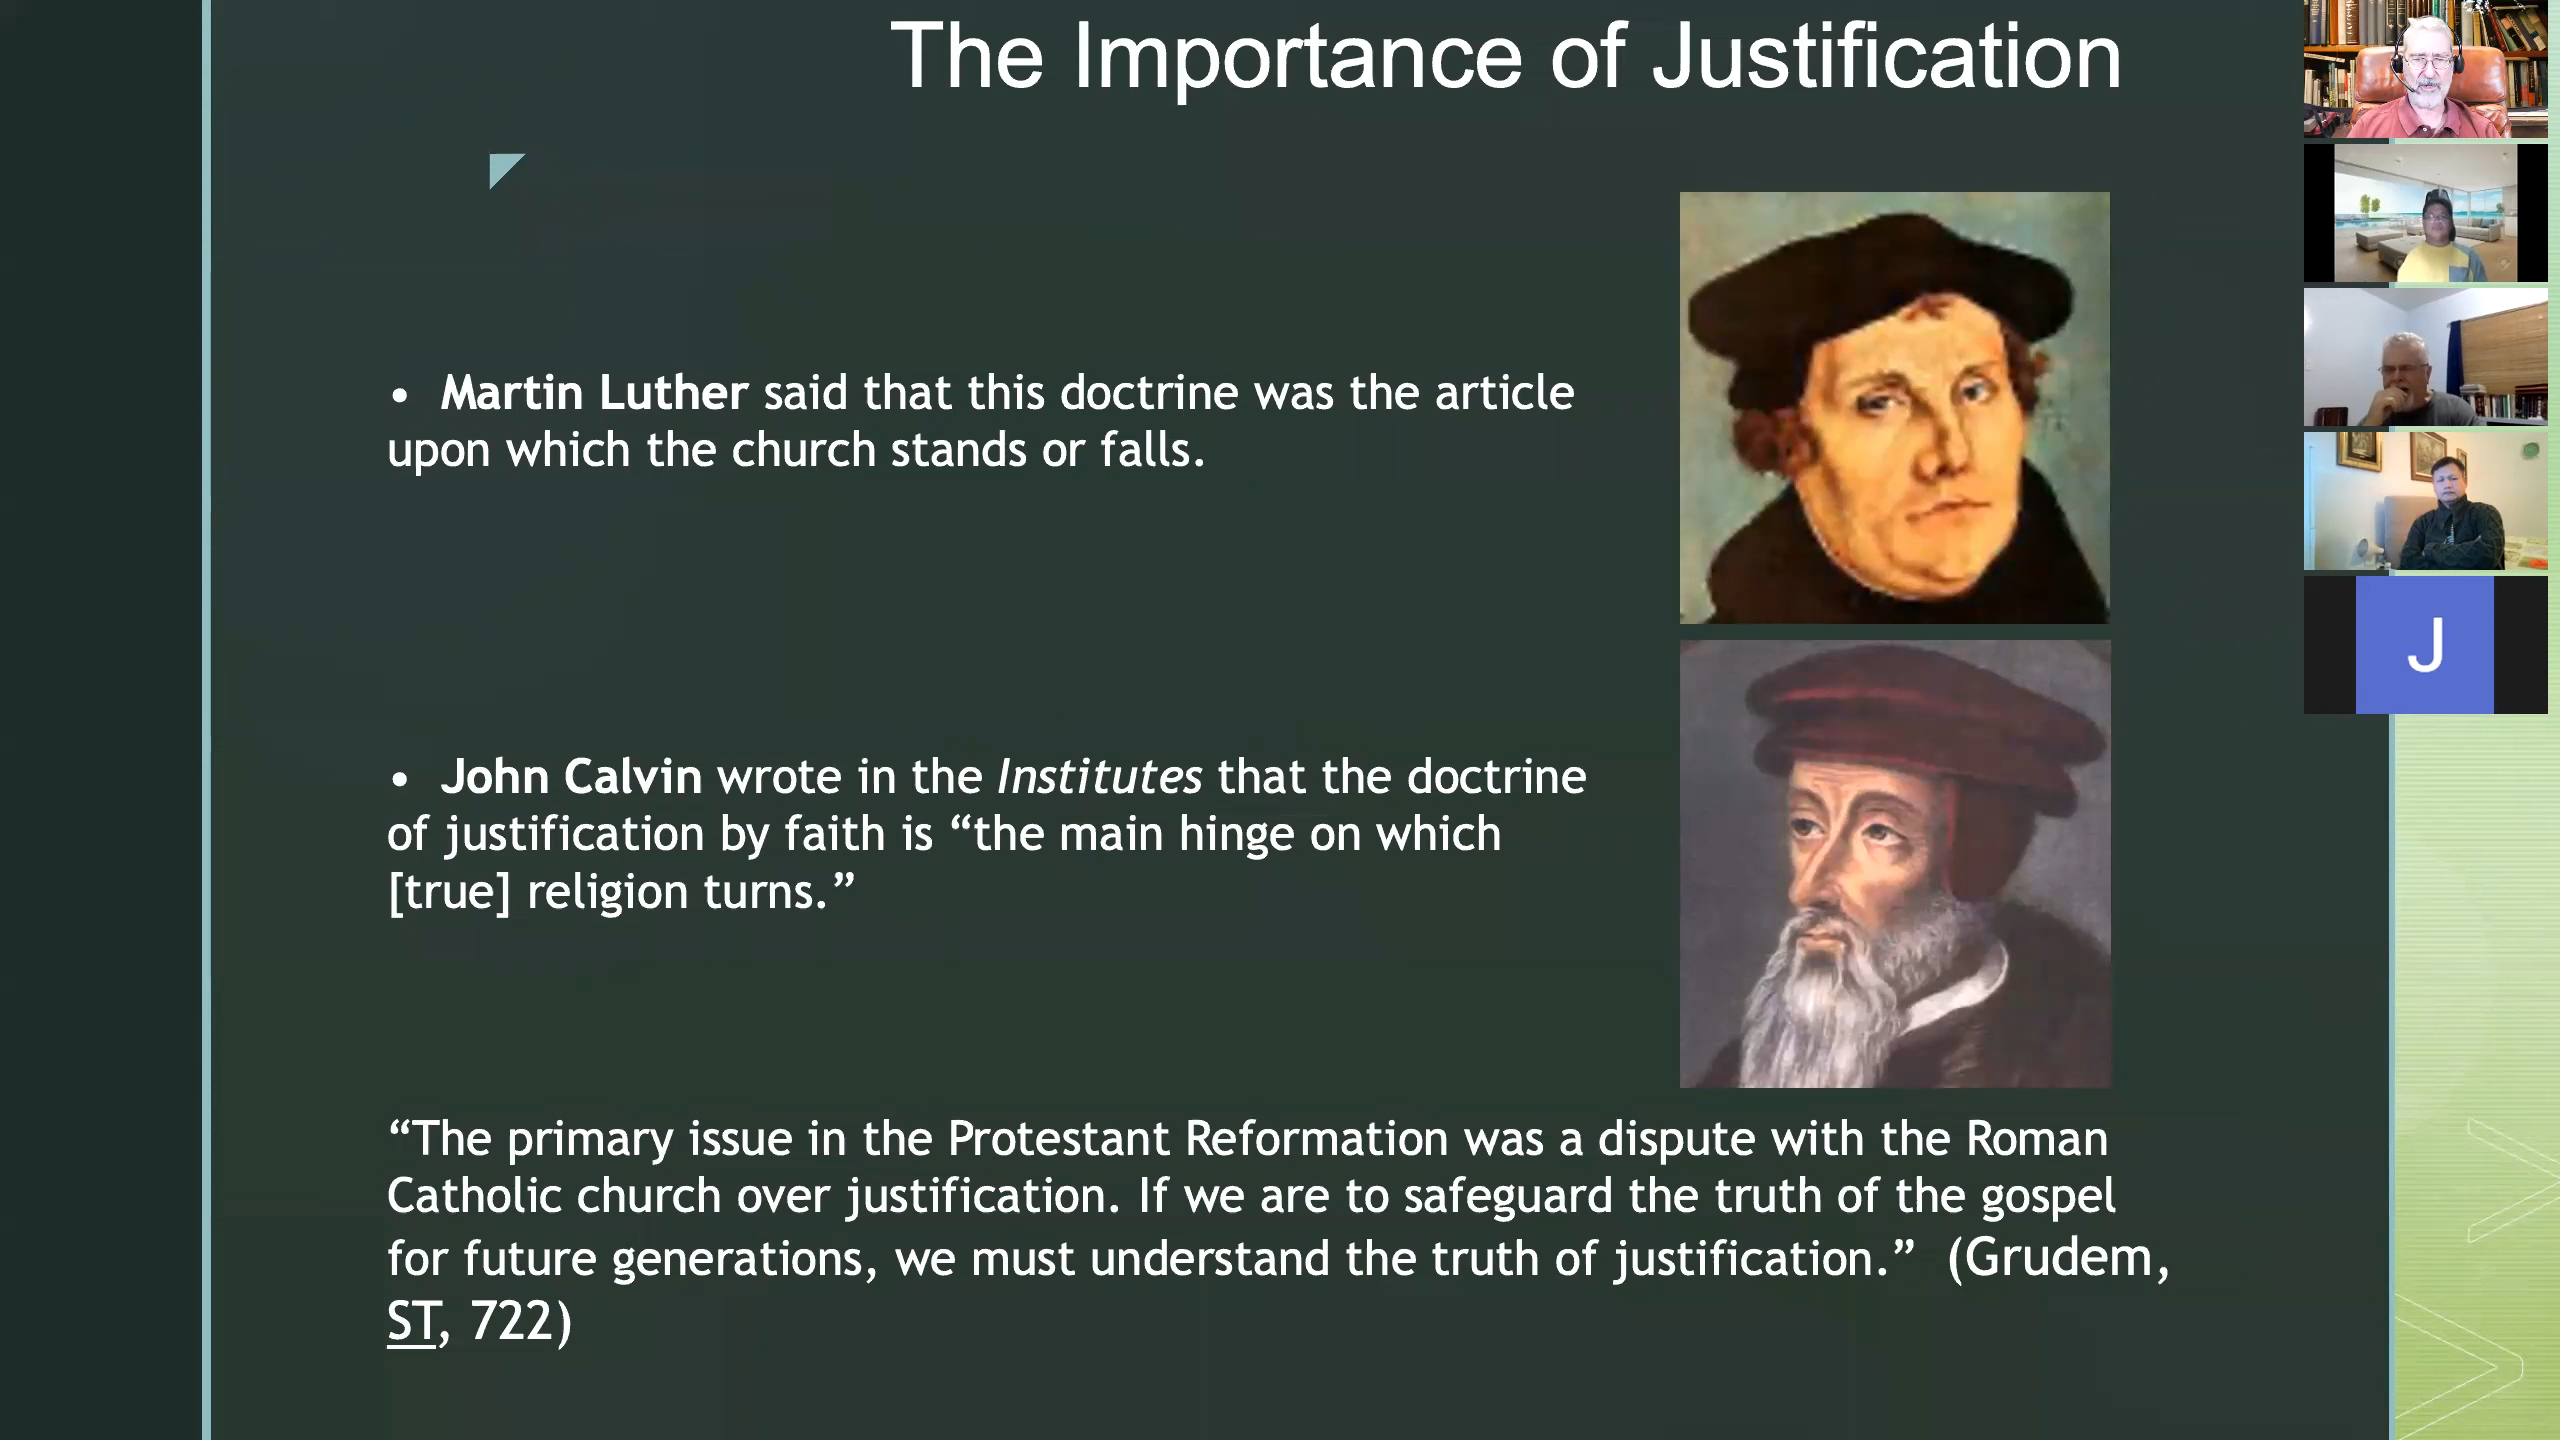 The Importance of Justification
• Martin Luther said that this doctrine was the article
upon which the church stands or falls.
• John Calvin wrote in the Institutes that the doctrine
of justification by faith is “the main hinge on which
[true] religion turns.”
“The primary issue in the Protestant Reformation was a dispute with the Roman
Catholic church over justification. If we are to safeguard the truth of the gospel
for future generations, we must understand the truth of justification.” (Grudem,
ST, 722)
J